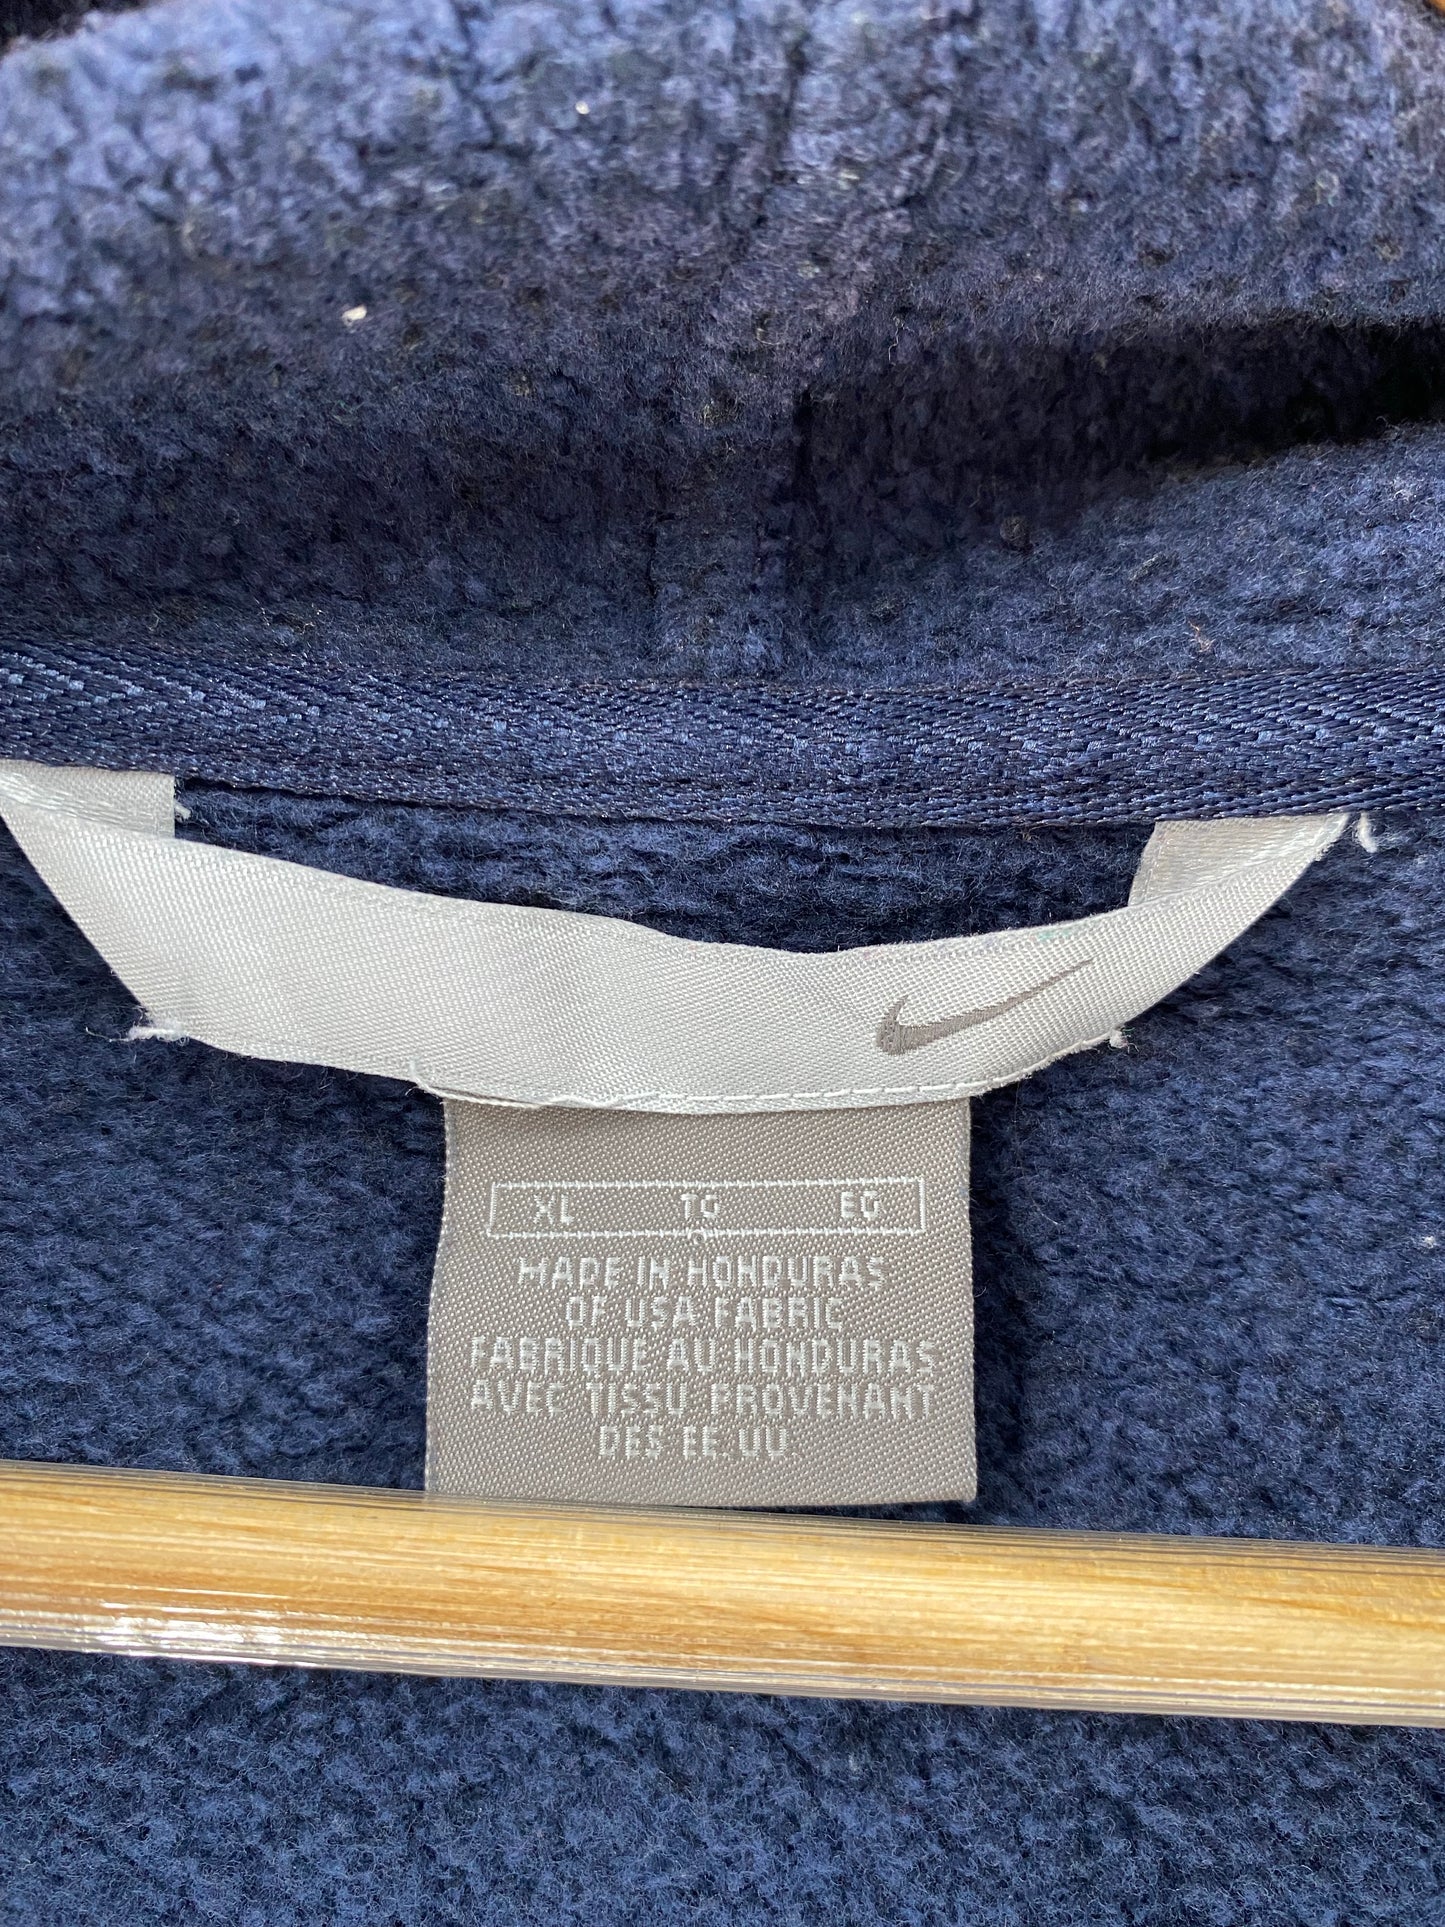 XL TG EG
MADE IN HONDURAS
OF USA FABRIC
FABRIQUE AU HONDURAS
AVEC TISSU PROVENANT
DES EE.UU